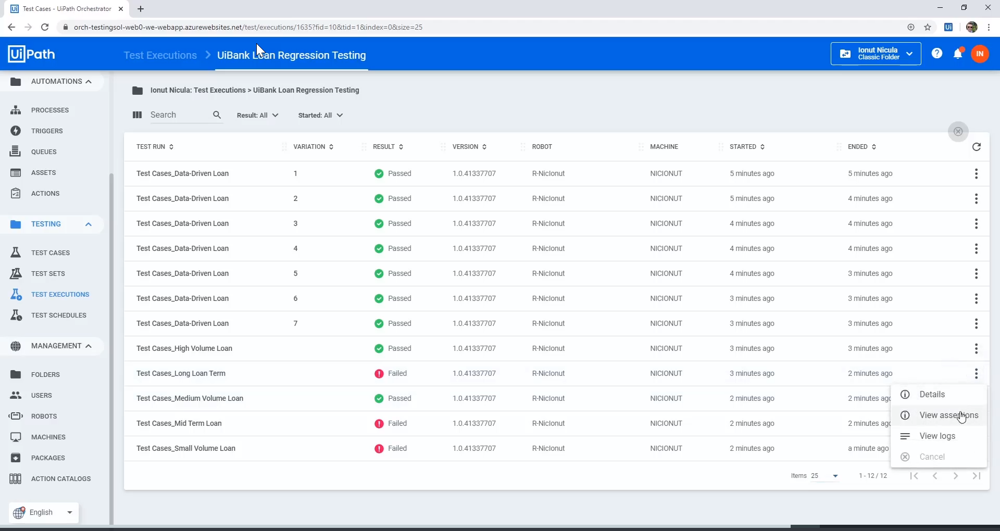 Test Cases - UiPath Orchestrator
orch-testingsol-web0-we-webapp.azurewebsites.net/test/executions/1635?fid=10&tid=1&index=0&size=25
UiPath
Test Executions > UiBank Loan Regression Testing
Ionut Nicula
Classic Folder
IN
AUTOMATIONS
PROCESSES
TRIGGERS
QUEUES
ASSETS
ACTIONS
TESTING
TEST CASES
TEST SETS
TEST EXECUTIONS
TEST SCHEDULES
MANAGEMENT
FOLDERS
USERS
ROBOTS
MACHINES
PACKAGES
ACTION CATALOGS
English
Ionut Nicula: Test Executions > UiBank Loan Regression Testing
Search Result: All Started: All
TEST RUN VARIATION RESULT VERSION ROBOT MACHINE STARTED ENDED
Test Cases_Data-Driven Loan 1 Passed 1.0.41337707 R-NicIonut NICIONUT 5 minutes ago 5 minutes ago
Test Cases_Data-Driven Loan 2 Passed 1.0.41337707 R-NicIonut NICIONUT 5 minutes ago 4 minutes ago
Test Cases_Data-Driven Loan 3 Passed 1.0.41337707 R-NicIonut NICIONUT 4 minutes ago 4 minutes ago
Test Cases_Data-Driven Loan 4 Passed 1.0.41337707 R-NicIonut NICIONUT 4 minutes ago 4 minutes ago
Test Cases_Data-Driven Loan 5 Passed 1.0.41337707 R-NicIonut NICIONUT 4 minutes ago 3 minutes ago
Test Cases_Data-Driven Loan 6 Passed 1.0.41337707 R-NicIonut NICIONUT 3 minutes ago 3 minutes ago
Test Cases_Data-Driven Loan 7 Passed 1.0.41337707 R-NicIonut NICIONUT 3 minutes ago 3 minutes ago
Test Cases_High Volume Loan Passed 1.0.41337707 R-NicIonut NICIONUT 3 minutes ago 3 minutes ago
Test Cases_Long Loan Term Failed 1.0.41337707 R-NicIonut NICIONUT 3 minutes ago 2 minutes ago
Test Cases_Medium Volume Loan Passed 1.0.41337707 R-NicIonut NICIONUT 2 minutes ago 2 minutes ago
Test Cases_Mid Term Loan Failed 1.0.41337707 R-NicIonut NICIONUT 2 minutes ago 2 minutes ago
Test Cases_Small Volume Loan Failed 1.0.41337707 R-NicIonut NICIONUT 2 minutes ago a minute ago
Details
View assertions
View logs
Cancel
Items 25 1 - 12 / 12